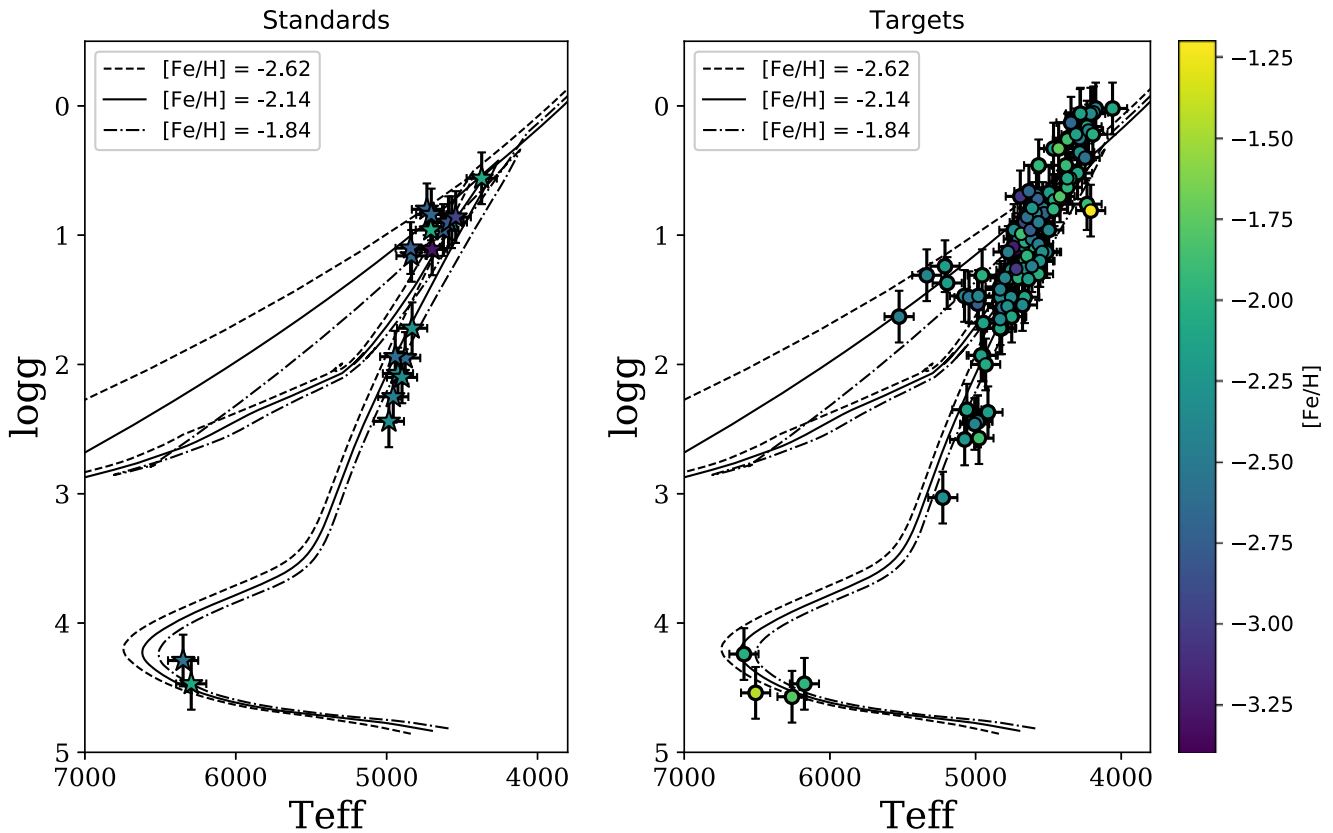 Standards
[Fe/H] = -2.62
[Fe/H] = -2.14
[Fe/H] = -1.84
0
1
2
3
4
5
logg
7000 6000 5000 4000
Teff
Targets
[Fe/H] = -2.62
[Fe/H] = -2.14
[Fe/H] = -1.84
0
1
2
3
4
5
logg
7000 6000 5000 4000
Teff
−1.25
−1.50
−1.75
−2.00
−2.25
−2.50
−2.75
−3.00
−3.25
[Fe/H]